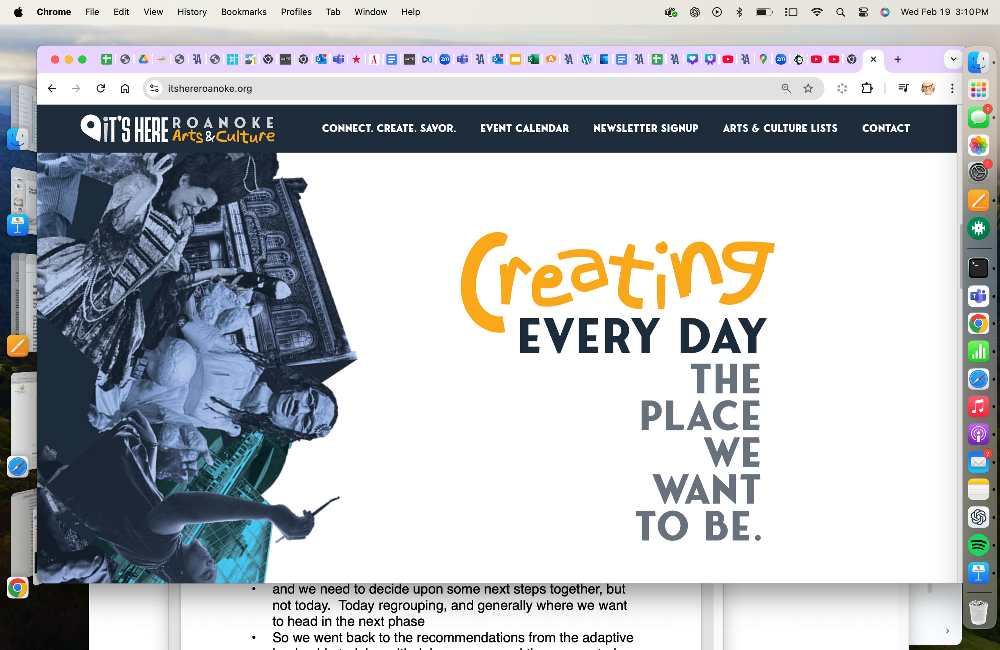 Chrome File Edit View History Bookmarks Profiles Tab Window Help
Wed Feb 19 3:10 PM
itshereroanoke.org
iT'S HERE ROANOKE
Arts & Culture
CONNECT. CREATE. SAVOR. EVENT CALENDAR NEWSLETTER SIGNUP ARTS & CULTURE LISTS CONTACT
GRANDIN
Creating
EVERY DAY
THE
PLACE
WE
WANT
TO BE.
• and we need to decide upon some next steps together, but
not today. Today regrouping, and generally where we want
to head in the next phase
• So we went back to the recommendations from the adaptive
5
1
2